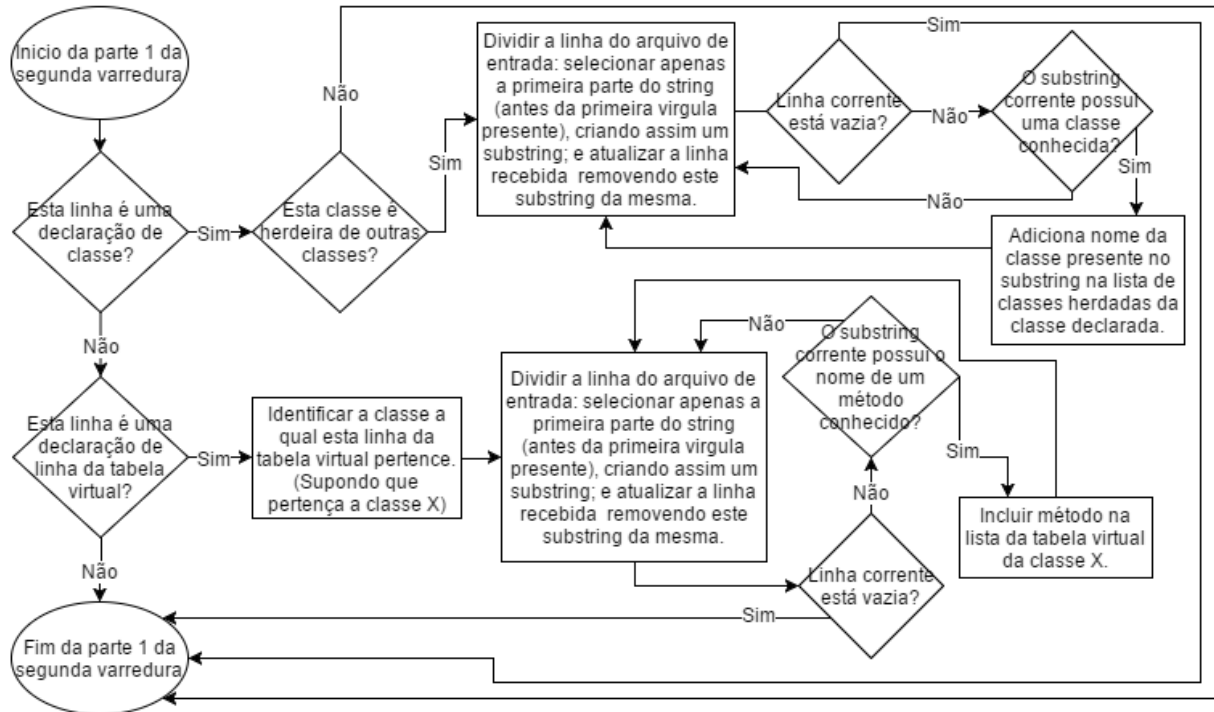 Inicio da parte 1 da
segunda varredura
Esta linha é uma
declaração de
classe?
Sim
Esta classe é
herdeira de outras
classes?
Não
Sim
Dividir a linha do arquivo de
entrada: selecionar apenas
a primeira parte do string
(antes da primeira virgula
presente), criando assim um
substring; e atualizar a linha
recebida removendo este
substring da mesma.
Linha corrente
está vazia?
Sim
Não
O substring
corrente possui
uma classe
conhecida?
Não
Sim
Adiciona nome da
classe presente no
substring na lista de
classes herdadas da
classe declarada.
Não
Esta linha é uma
declaração de
linha da tabela
virtual?
Sim
Identificar a classe a
qual esta linha da
tabela virtual pertence.
(Supondo que
pertença a classe X)
Dividir a linha do arquivo de
entrada: selecionar apenas a
primeira parte do string
(antes da primeira virgula
presente), criando assim um
substring; e atualizar a linha
recebida removendo este
substring da mesma.
Não
O substring
corrente possui o
nome de um
método
conhecido?
Sim
Não
Incluir método na
lista da tabela virtual
da classe X.
Linha corrente
está vazia?
Sim
Não
Fim da parte 1 da
segunda varredura